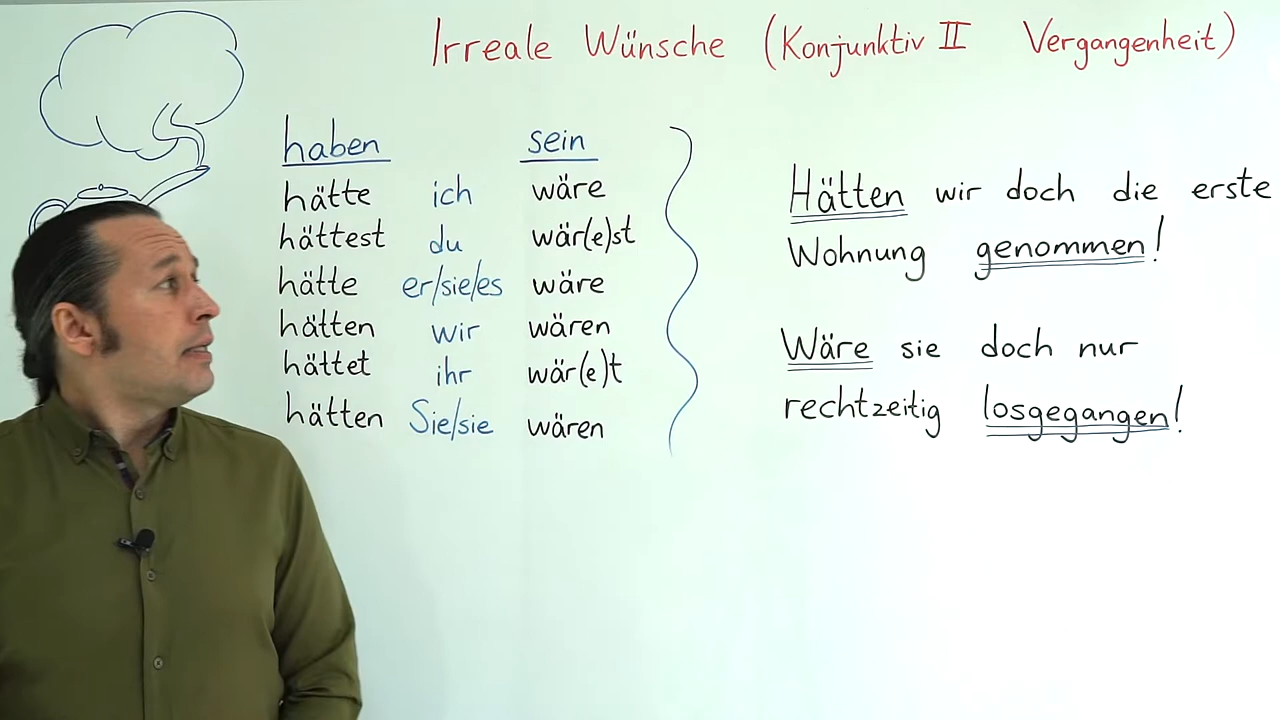 Irreale Wünsche (Konjunktiv II Vergangenheit)
haben sein
hätte ich wäre
hättest du wär(e)st
hätte er/sie/es wäre
hätten wir wären
hättet ihr wär(e)t
hätten Sie/sie wären
Hätten wir doch die erste
Wohnung genommen!
Wäre sie doch nur
rechtzeitig losgegangen!